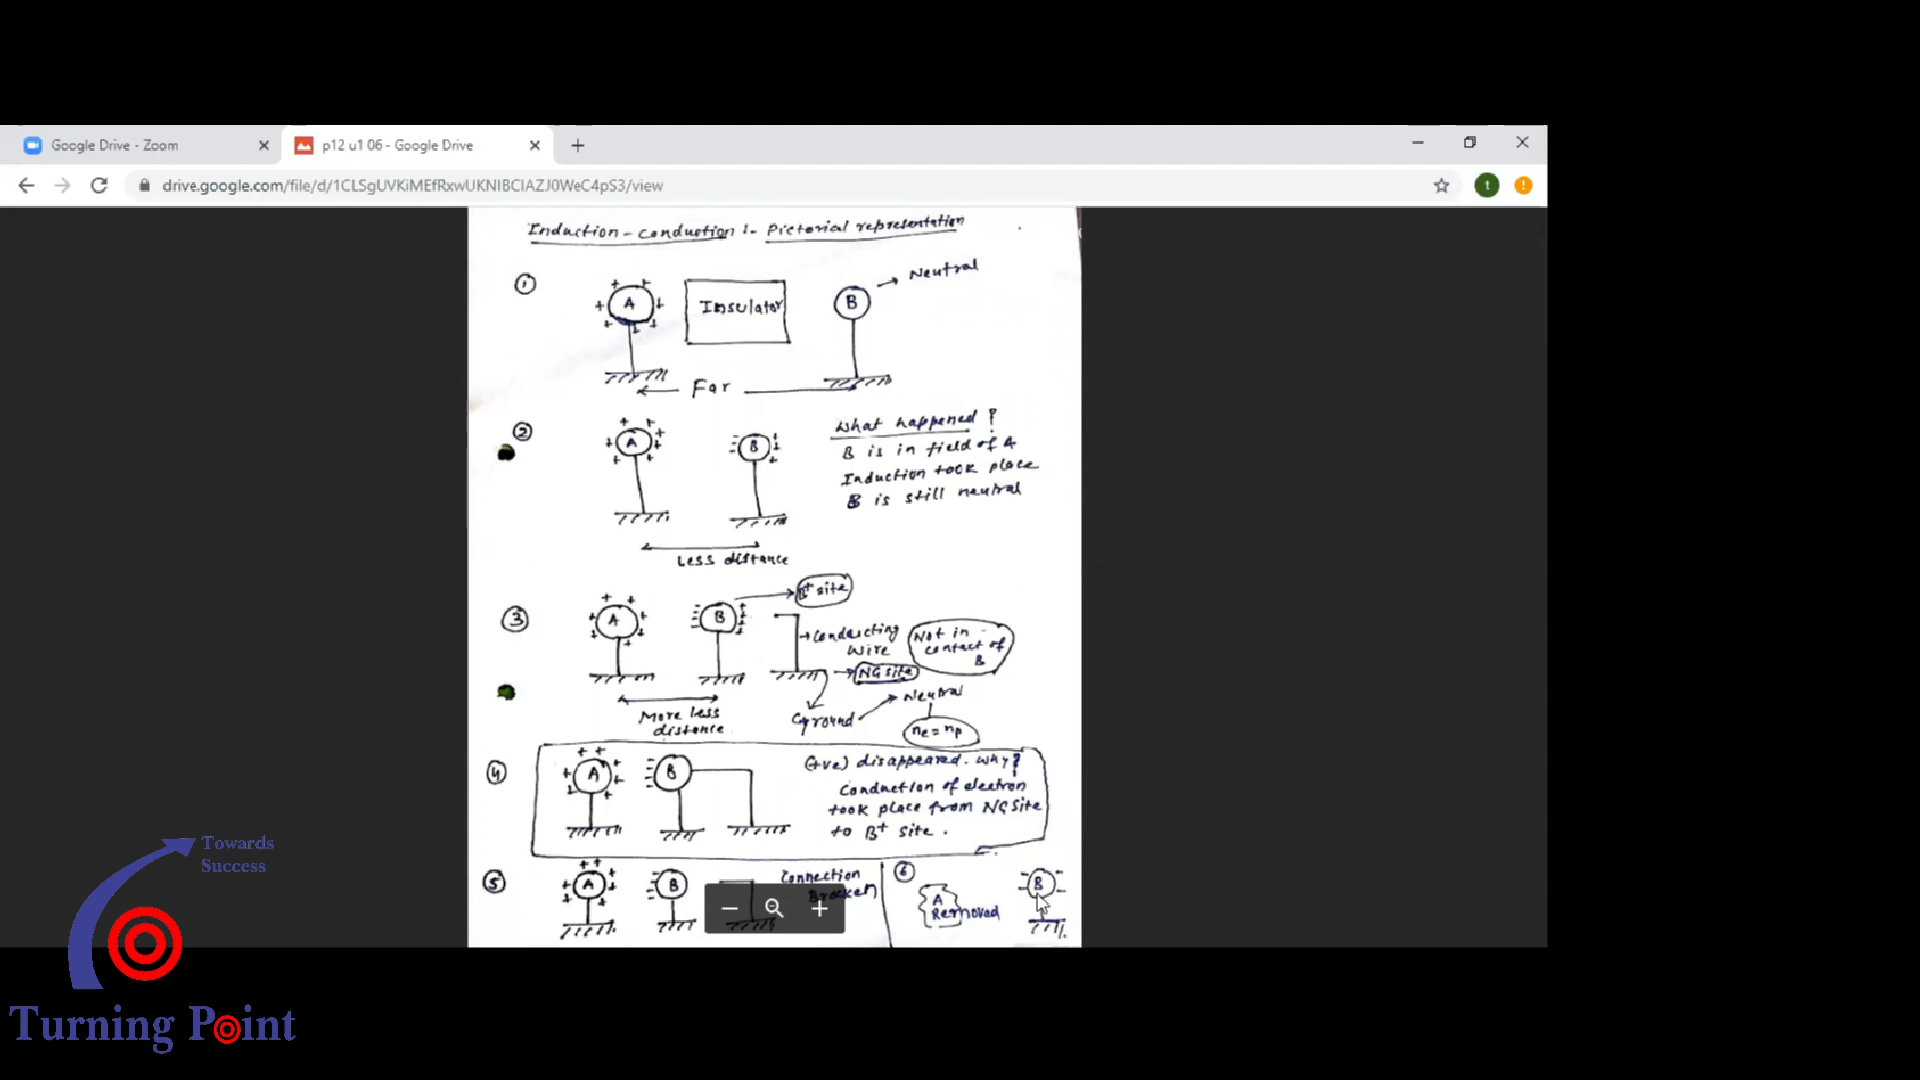 Google Drive - Zoom
p12 u1 06 - Google Drive
drive.google.com/file/d/1CLSgUVKiMEfRxwUKNIBCIAZJ0WeC4pS3/view
t
Induction-conduction :- Pictorial representation
① A Insulator B → Neutral
Far
② A B
What happened?
B is in field of A
Induction took place
B is still neutral
Less distance
③ A B
B⁺ site
Conducting
wire
Not in
contact of
B
NG site
More less
distance
Ground
Neutral
ne = np
④ A B
(+ve) disappeared. Why?
Conduction of electron
took place from NG site
to B⁺ site.
⑤ A B
Connection
⑥ A
Removed
B
Towards
Success
Turning Point